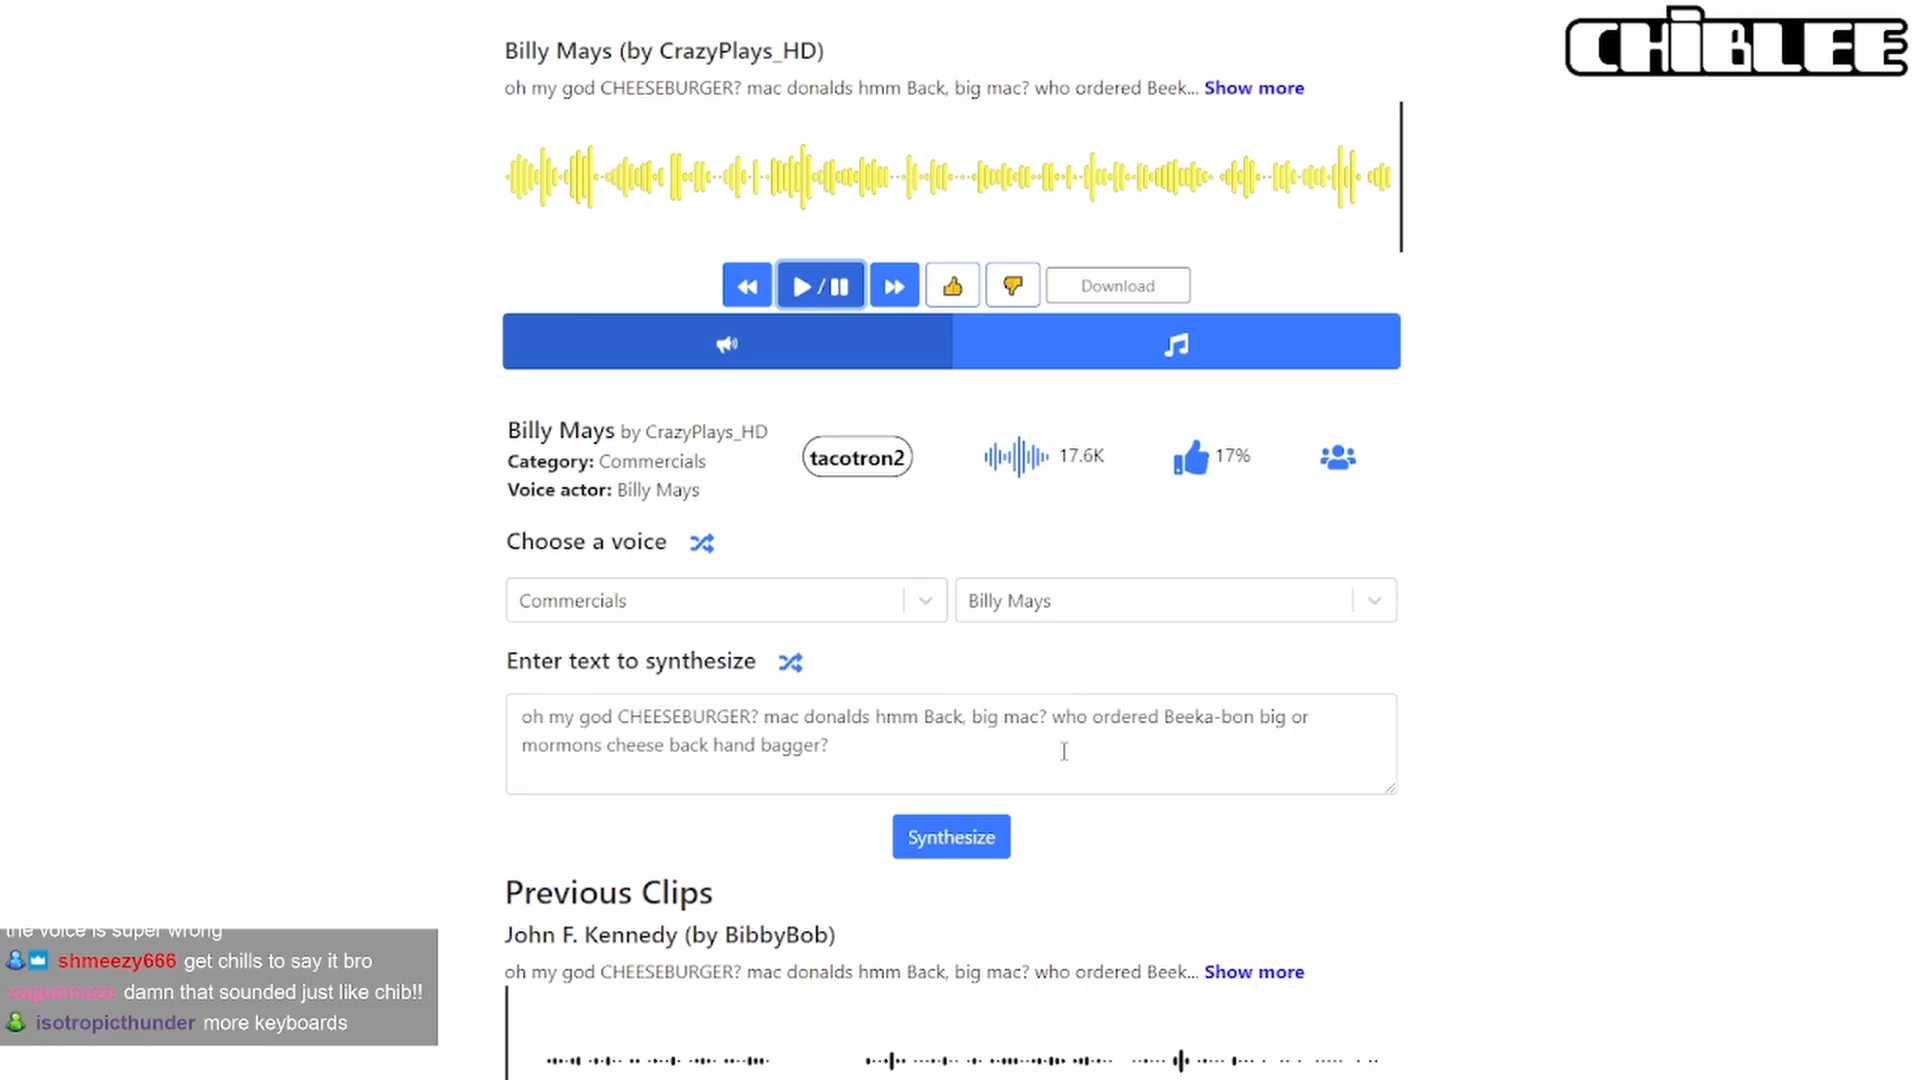 CHIBLEE
Billy Mays (by CrazyPlays_HD)
oh my god CHEESEBURGER? mac donalds hmm Back, big mac? who ordered Beek... Show more
/
Download
Billy Mays by CrazyPlays_HD
Category: Commercials
Voice actor: Billy Mays
tacotron2
17.6K
17%
Choose a voice
Commercials
Billy Mays
Enter text to synthesize
oh my god CHEESEBURGER? mac donalds hmm Back, big mac? who ordered Beeka-bon big or
mormons cheese back hand bagger?
Synthesize
Previous Clips
John F. Kennedy (by BibbyBob)
oh my god CHEESEBURGER? mac donalds hmm Back, big mac? who ordered Beek... Show more
the voice is super wrong
shmeezy666 get chills to say it bro
damn that sounded just like chib!!
isotropicthunder more keyboards